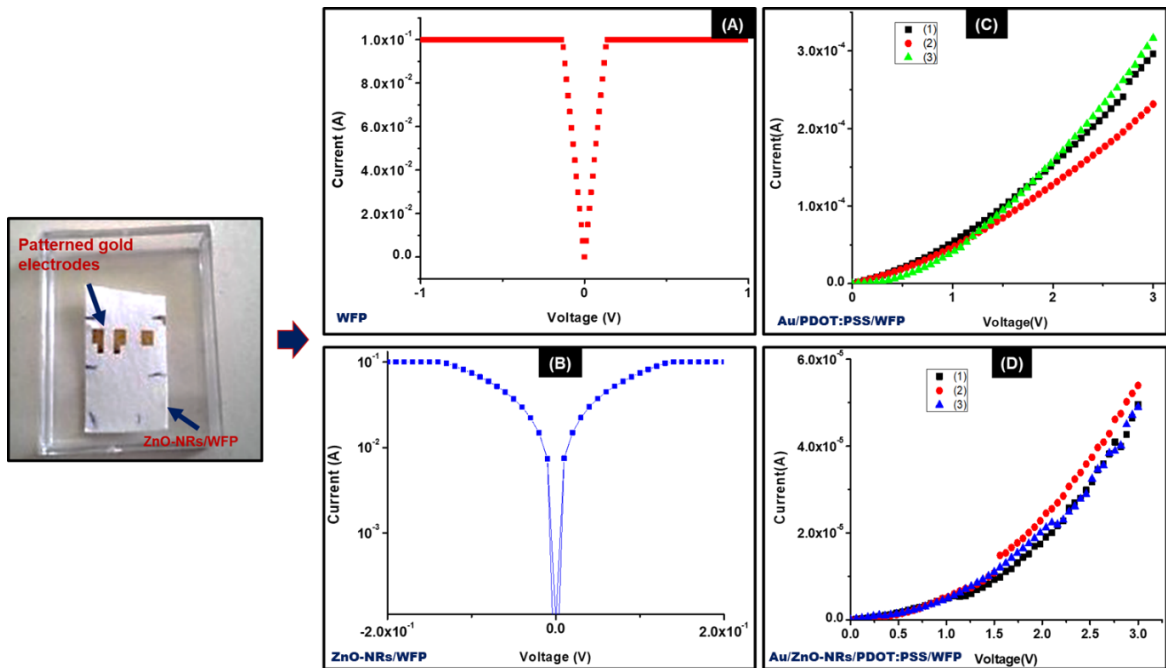 Patterned gold
electrodes
ZnO-NRs/WFP
(A)
1.0x10⁻¹
8.0x10⁻²
6.0x10⁻²
4.0x10⁻²
2.0x10⁻²
0.0
Current (A)
-1
0
1
Voltage (V)
WFP
(B)
10⁻¹
10⁻²
10⁻³
Current (A)
-2.0x10⁻¹
0.0
2.0x10⁻¹
Voltage (V)
ZnO-NRs/WFP
(C)
(1)
(2)
(3)
3.0x10⁻⁴
2.0x10⁻⁴
1.0x10⁻⁴
0.0
Current(A)
0
1
2
3
Voltage(V)
Au/PDOT:PSS/WFP
(D)
(1)
(2)
(3)
6.0x10⁻⁵
4.0x10⁻⁵
2.0x10⁻⁵
0.0
Current(A)
0.0
0.5
1.0
1.5
2.0
2.5
3.0
Voltage(V)
Au/ZnO-NRs/PDOT:PSS/WFP